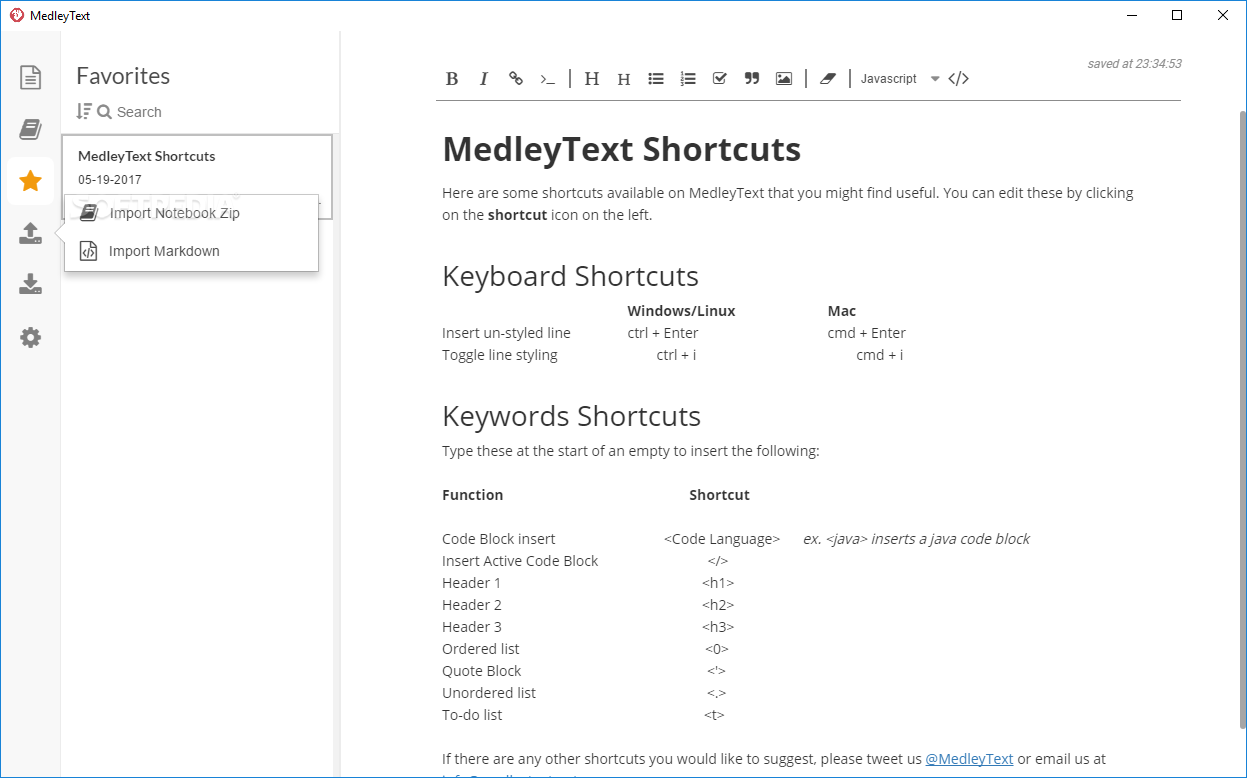 MedleyText
Favorites
Search
MedleyText Shortcuts
05-19-2017
SOFTPEDIA
Import Notebook Zip
Import Markdown
saved at 23:34:53
B I >_ H H Javascript </>
MedleyText Shortcuts
Here are some shortcuts available on MedleyText that you might find useful. You can edit these by clicking
on the shortcut icon on the left.
Keyboard Shortcuts
Windows/Linux Mac
Insert un-styled line ctrl + Enter cmd + Enter
Toggle line styling ctrl + i cmd + i
Keywords Shortcuts
Type these at the start of an empty to insert the following:
Function Shortcut
Code Block insert <Code Language> ex. <java> inserts a java code block
Insert Active Code Block </>
Header 1 <h1>
Header 2 <h2>
Header 3 <h3>
Ordered list <0>
Quote Block <'>
Unordered list <.>
To-do list <t>
If there are any other shortcuts you would like to suggest, please tweet us @MedleyText or email us at